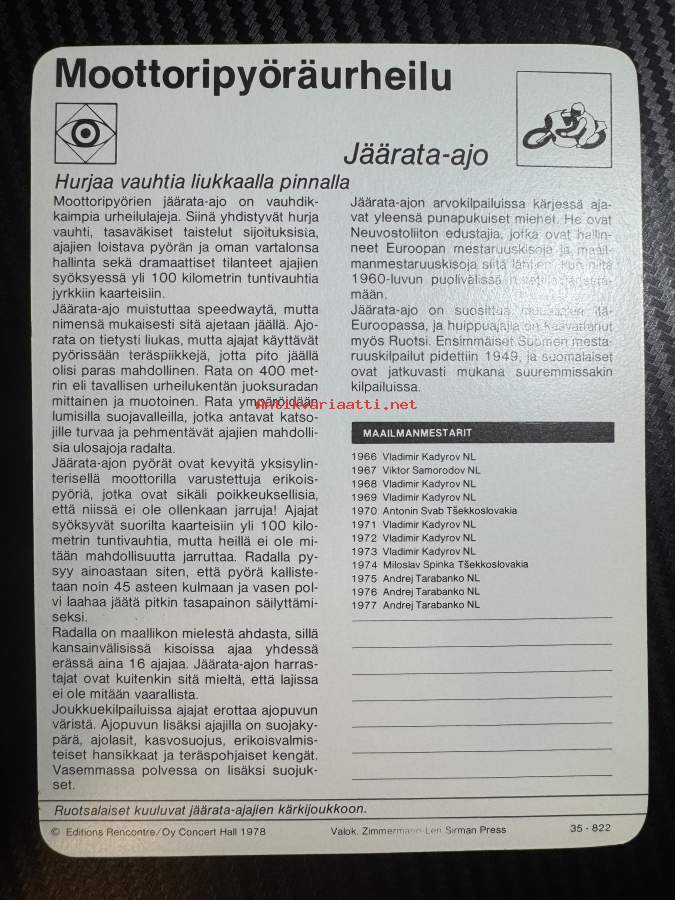 Moottoripyöräurheilu
Jäärata-ajo
Hurjaa vauhtia liukkaalla pinnalla
Moottoripyörien jäärata-ajo on vauhdik-
kaimpia urheilulajeja. Siinä yhdistyvät hurja
vauhti, tasaväkiset taistelut sijoituksista,
ajajien loistava pyörän ja oman vartalonsa
hallinta sekä dramaattiset tilanteet ajajien
syöksyessä yli 100 kilometrin tuntivauhtia
jyrkkiin kaarteisiin.
Jäärata-ajo muistuttaa speedwaytä, mutta
nimensä mukaisesti sitä ajetaan jäällä. Ajo-
rata on tietysti liukas, mutta ajajat käyttävät
pyörissään teräspiikkejä, jotta pito jäällä
olisi paras mahdollinen. Rata on 400 met-
rin eli tavallisen urheilukentän juoksuradan
mittainen ja muotoinen. Rata ympäröidään
lumisilla suojavalleilla, jotka antavat katso-
jille turvaa ja pehmentävät ajajien mahdolli-
sia ulosajoja radalta.
Jäärata-ajon pyörät ovat kevyitä yksisylin-
terisellä moottorilla varustettuja erikois-
pyöriä, jotka ovat sikäli poikkeuksellisia,
että niissä ei ole ollenkaan jarruja! Ajajat
syöksyvät suorilta kaarteisiin yli 100 kilo-
metrin tuntivauhtia, mutta heillä ei ole mi-
tään mahdollisuutta jarruttaa. Radalla py-
syy ainoastaan siten, että pyörä kalliste-
taan noin 45 asteen kulmaan ja vasen pol-
vi laahaa jäätä pitkin tasapainon säilyttämi-
seksi.
Radalla on maallikon mielestä ahdasta, sillä
kansainvälisissä kisoissa ajaa yhdessä
erässä aina 16 ajajaa. Jäärata-ajon harras-
tajat ovat kuitenkin sitä mieltä, että lajissa
ei ole mitään vaarallista.
Joukkuekilpailuissa ajajat erottaa ajopuvun
väristä. Ajopuvun lisäksi ajajilla on suojaky-
pärä, ajolasit, kasvosuojus, erikoisvalmis-
teiset hansikkaat ja teräspohjaiset kengät.
Vasemmassa polvessa on lisäksi suojuk-
set.
Jäärata-ajon arvokilpailuissa kärjessä aja-
vat yleensä punapukuiset miehet. He ovat
Neuvostoliiton edustajia, jotka ovat hallin-
neet Euroopan mestaruuskisoja ja maail-
manmestaruuskisoja siitä lähtien, kun niitä
1960-luvun puolivälissä
mään.
Jäärata-ajo on suosittua Itä-
Euroopassa, ja huippuajajia on kasvattanut
myös Ruotsi. Ensimmäiset Suomen mesta-
ruuskilpailut pidettiin 1949, ja suomalaiset
ovat jatkuvasti mukana suuremmissakin
kilpailuissa.
Antikvariaatti.net
MAAILMANMESTARIT
1966 Vladimir Kadyrov NL
1967 Viktor Samorodov NL
1968 Vladimir Kadyrov NL
1969 Vladimir Kadyrov NL
1970 Antonin Svab Tšekkoslovakia
1971 Vladimir Kadyrov NL
1972 Vladimir Kadyrov NL
1973 Vladimir Kadyrov NL
1974 Miloslav Spinka Tšekkoslovakia
1975 Andrej Tarabanko NL
1976 Andrej Tarabanko NL
1977 Andrej Tarabanko NL
Ruotsalaiset kuuluvat jäärata-ajajien kärkijoukkoon.
© Editions Rencontre/Oy Concert Hall 1978
Valok. Zimmermann-Len Sirman Press
35-822